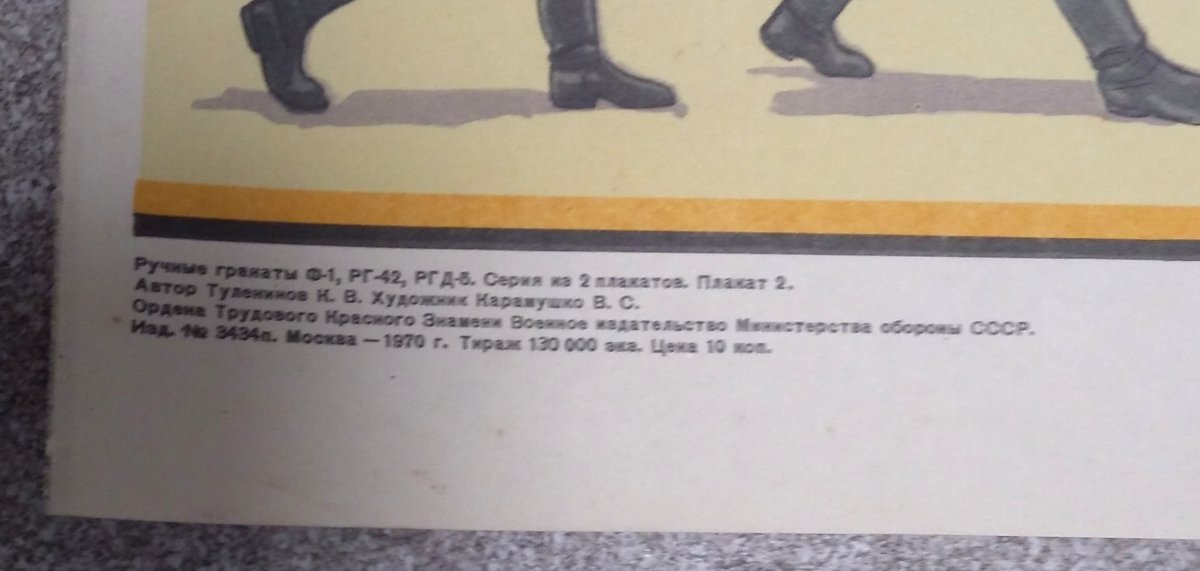 Ручные гранаты Ф-1, РГ-42, РГД-5. Серия из 2 плакатов. Плакат 2.
Автор Туленинов К. В. Художник Карамушко В. С.
Ордена Трудового Красного Знамени Военное издательство Министерства обороны СССР.
Изд. № 3434п. Москва — 1970 г. Тираж 130 000 экз. Цена 10 коп.